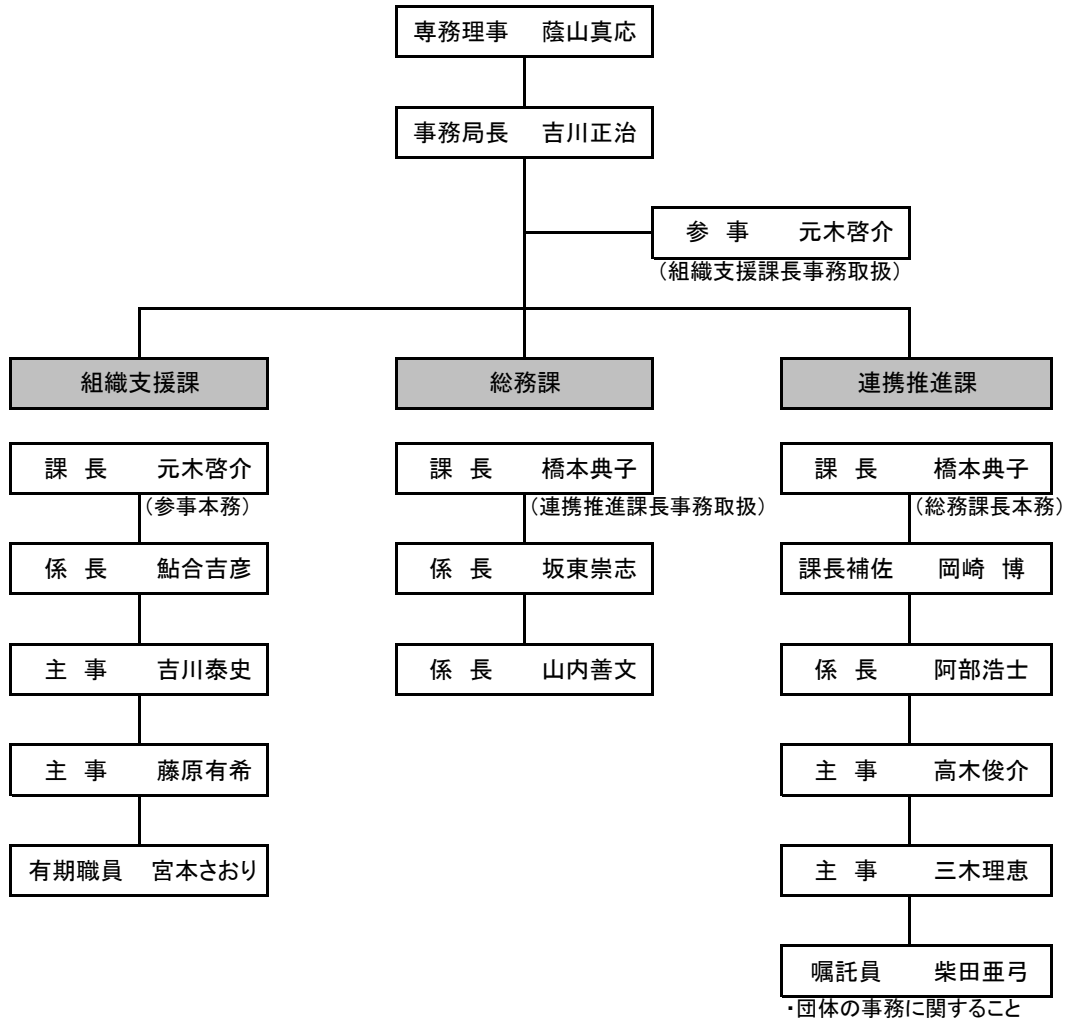 専務理事 蔭山真応
事務局長 吉川正治
参 事 元木啓介
（組織支援課長事務取扱）
組織支援課
課 長 元木啓介
（参事本務）
係 長 鮎合吉彦
主 事 吉川泰史
主 事 藤原有希
有期職員 宮本さおり
総務課
課 長 橋本典子
（連携推進課長事務取扱）
係 長 坂東崇志
係 長 山内善文
連携推進課
課 長 橋本典子
（総務課長本務）
課長補佐 岡崎 博
係 長 阿部浩士
主 事 高木俊介
主 事 三木理恵
嘱託員 柴田亜弓
・団体の事務に関すること